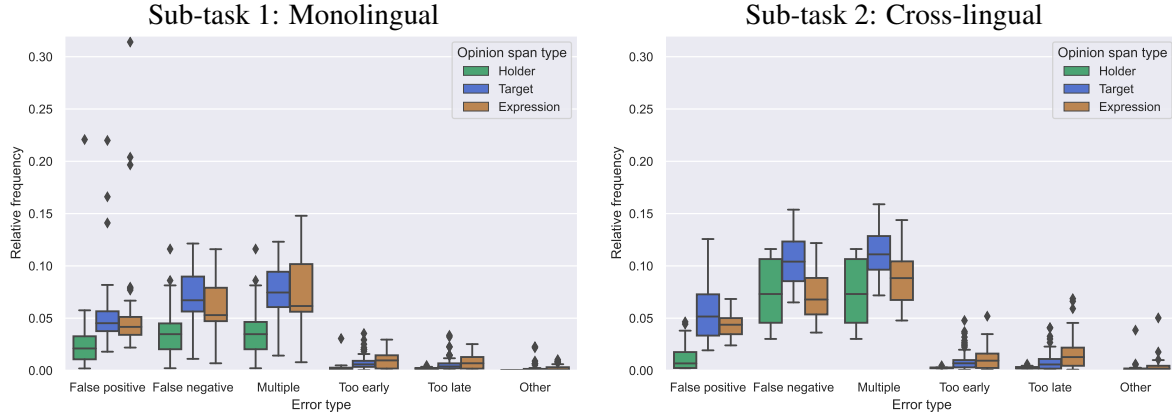 Sub-task 1: Monolingual
Relative frequency
0.30
0.25
0.20
0.15
0.10
0.05
0.00
Opinion span type
Holder
Target
Expression
False positive False negative Multiple Too early Too late Other
Error type
Sub-task 2: Cross-lingual
Relative frequency
0.30
0.25
0.20
0.15
0.10
0.05
0.00
Opinion span type
Holder
Target
Expression
False positive False negative Multiple Too early Too late Other
Error type